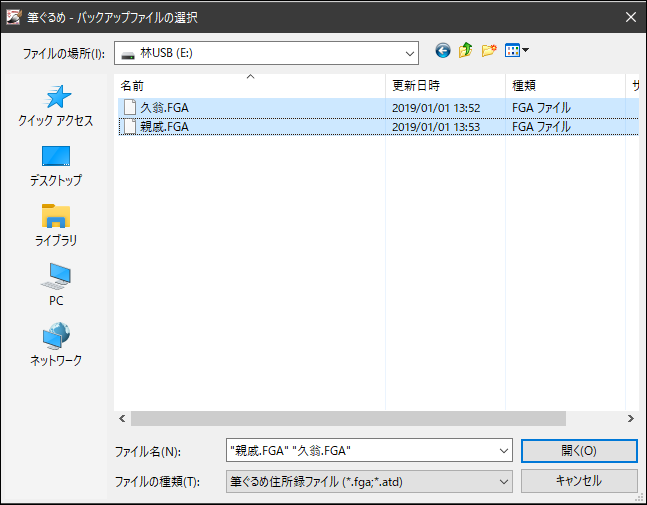 筆ぐるめ - バックアップファイルの選択
ファイルの場所(I): 林USB (E:)
名前 更新日時 種類 サ
久翁.FGA 2019/01/01 13:52 FGA ファイル
親戚.FGA 2019/01/01 13:53 FGA ファイル
クイック アクセス
デスクトップ
ライブラリ
PC
ネットワーク
ファイル名(N): "親戚.FGA" "久翁.FGA" 開く(O)
ファイルの種類(T): 筆ぐるめ住所録ファイル (*.fga;*.atd) キャンセル